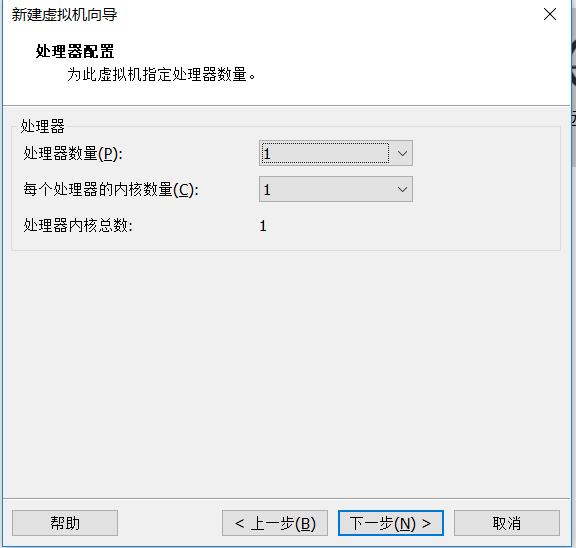 新建虚拟机向导
处理器配置
为此虚拟机指定处理器数量。
处理器
处理器数量(P): 1
每个处理器的内核数量(C): 1
处理器内核总数: 1
帮助 < 上一步(B) 下一步(N) > 取消